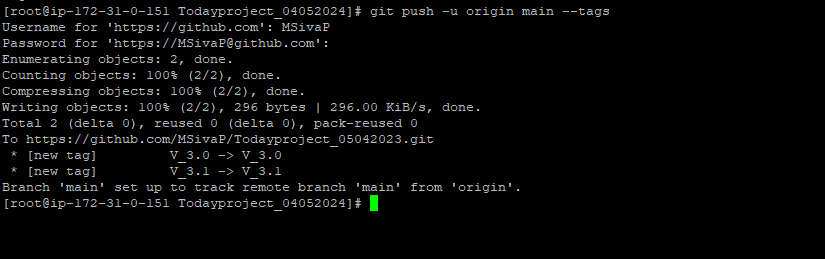 [root@ip-172-31-0-151 Todayproject_04052024]# git push -u origin main --tags
Username for 'https://github.com': MSivaP
Password for 'https://MSivaP@github.com':
Enumerating objects: 2, done.
Counting objects: 100% (2/2), done.
Compressing objects: 100% (2/2), done.
Writing objects: 100% (2/2), 296 bytes | 296.00 KiB/s, done.
Total 2 (delta 0), reused 0 (delta 0), pack-reused 0
To https://github.com/MSivaP/Todayproject_05042023.git
 * [new tag]         V_3.0 -> V_3.0
 * [new tag]         V_3.1 -> V_3.1
Branch 'main' set up to track remote branch 'main' from 'origin'.
[root@ip-172-31-0-151 Todayproject_04052024]#